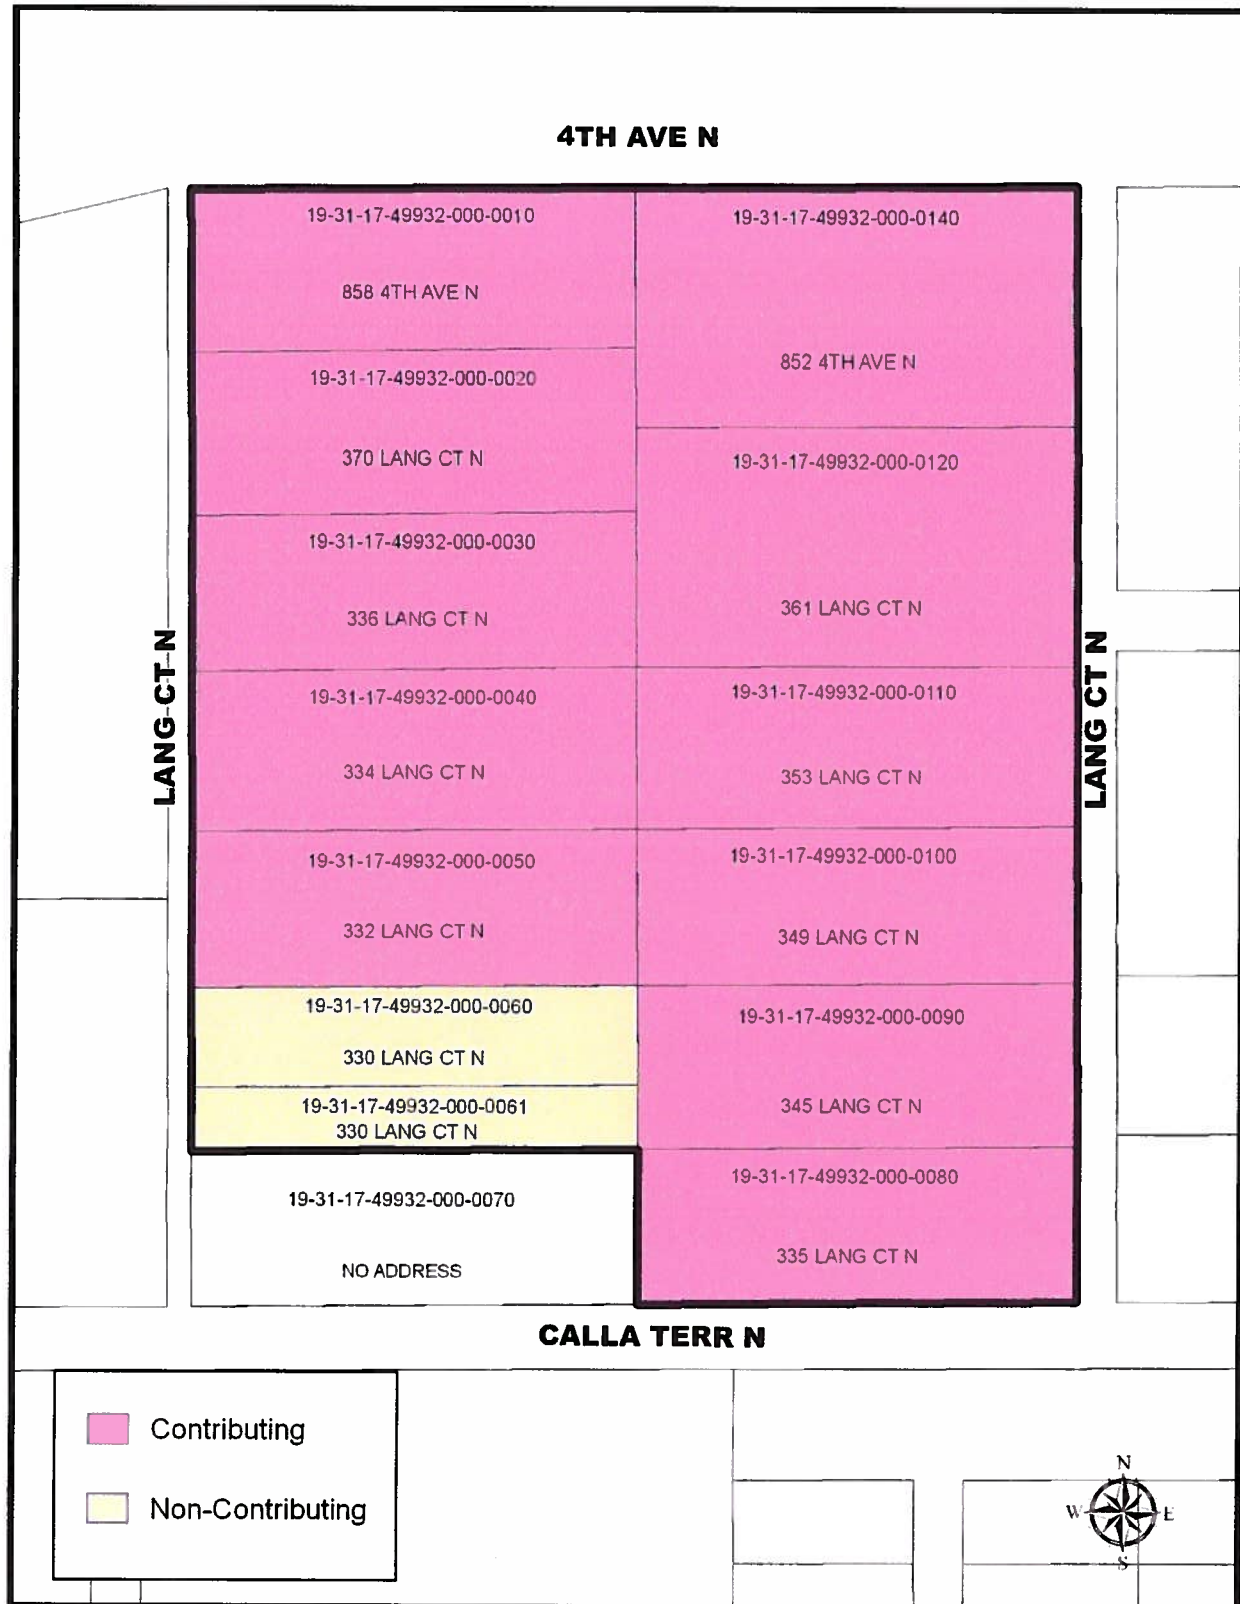 4TH AVE N
19-31-17-49932-000-0010
858 4TH AVE N
19-31-17-49932-000-0020
370 LANG CT N
19-31-17-49932-000-0030
336 LANG CT N
19-31-17-49932-000-0040
334 LANG CT N
19-31-17-49932-000-0050
332 LANG CT N
19-31-17-49932-000-0060
330 LANG CT N
19-31-17-49932-000-0061
330 LANG CT N
19-31-17-49932-000-0070
NO ADDRESS
19-31-17-49932-000-0140
852 4TH AVE N
19-31-17-49932-000-0120
361 LANG CT N
19-31-17-49932-000-0110
353 LANG CT N
19-31-17-49932-000-0100
349 LANG CT N
19-31-17-49932-000-0090
345 LANG CT N
19-31-17-49932-000-0080
335 LANG CT N
LANG CT N
LANG CT N
CALLA TERR N
Contributing
Non-Contributing
N
W
E
S